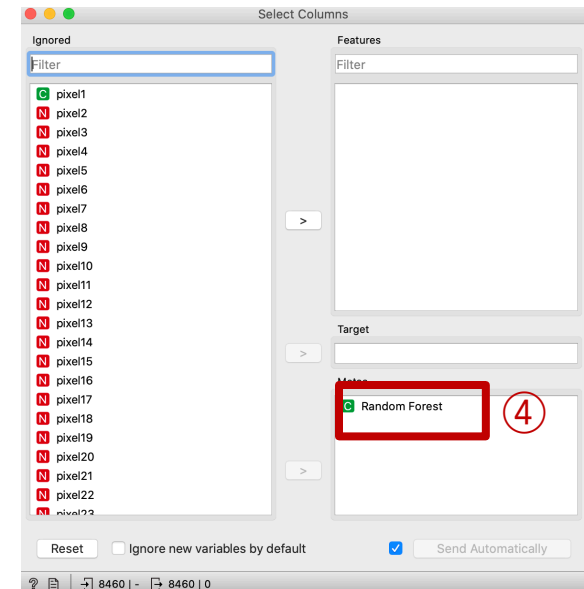 Select Columns
Ignored
Filter
C pixel1
N pixel2
N pixel3
N pixel4
N pixel5
N pixel6
N pixel7
N pixel8
N pixel9
N pixel10
N pixel11
N pixel12
N pixel13
N pixel14
N pixel15
N pixel16
N pixel17
N pixel18
N pixel19
N pixel20
N pixel21
N pixel22
N pixel23
>
>
>
Features
Filter
Target
Metas
C Random Forest
④
Reset
Ignore new variables by default
Send Automatically
? 8460 | - 8460 | 0